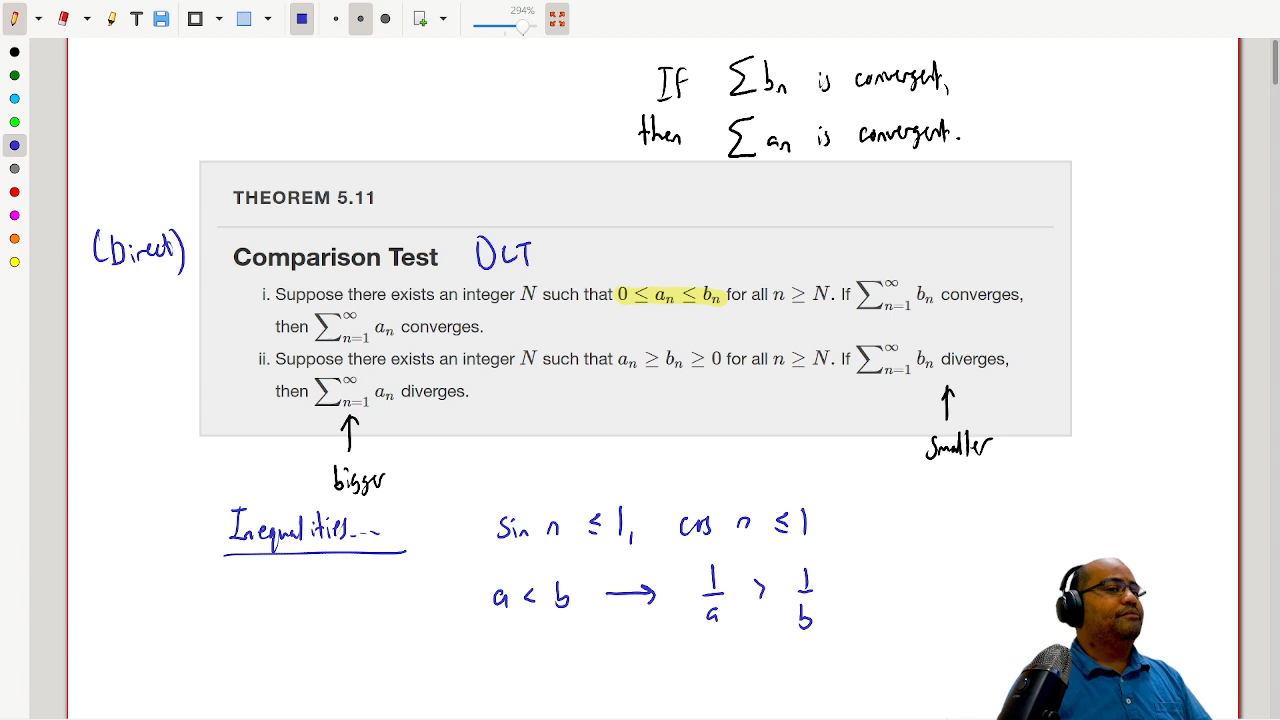 294%
If ∑ bn is convergent,
then ∑ an is convergent.
THEOREM 5.11
(Direct) Comparison Test DCT
i. Suppose there exists an integer N such that 0 ≤ aₙ ≤ bₙ for all n ≥ N. If ∑_{n=1}^{∞} bₙ converges,
then ∑_{n=1}^{∞} aₙ converges.
ii. Suppose there exists an integer N such that aₙ ≥ bₙ ≥ 0 for all n ≥ N. If ∑_{n=1}^{∞} bₙ diverges,
then ∑_{n=1}^{∞} aₙ diverges.
↑ ↑
bigger smaller
Inequalities... sin n ≤ 1, cos n ≤ 1
a < b → 1/a > 1/b